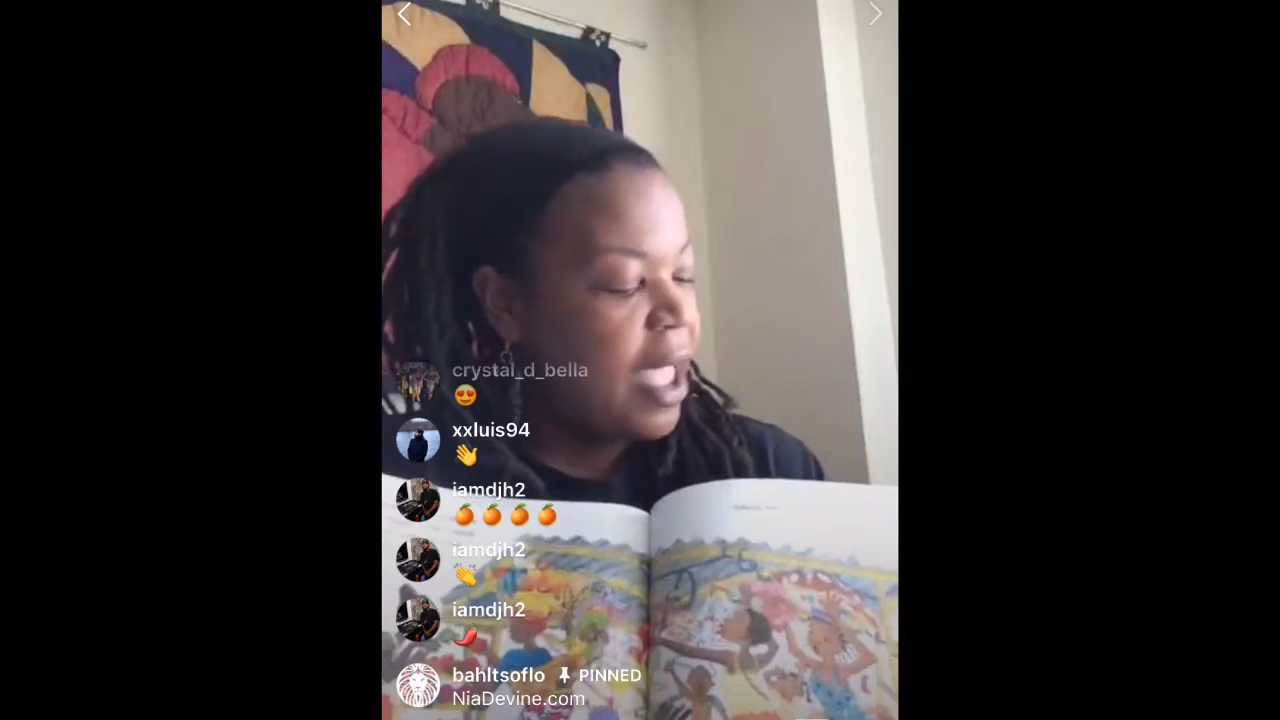 crystal_d_bella
😍
xxluis94
👋
iamdjh2
🍊🍊🍊🍊
iamdjh2
👏
iamdjh2
🌶️
bahltsoflo 📌 PINNED
NiaDevine.com